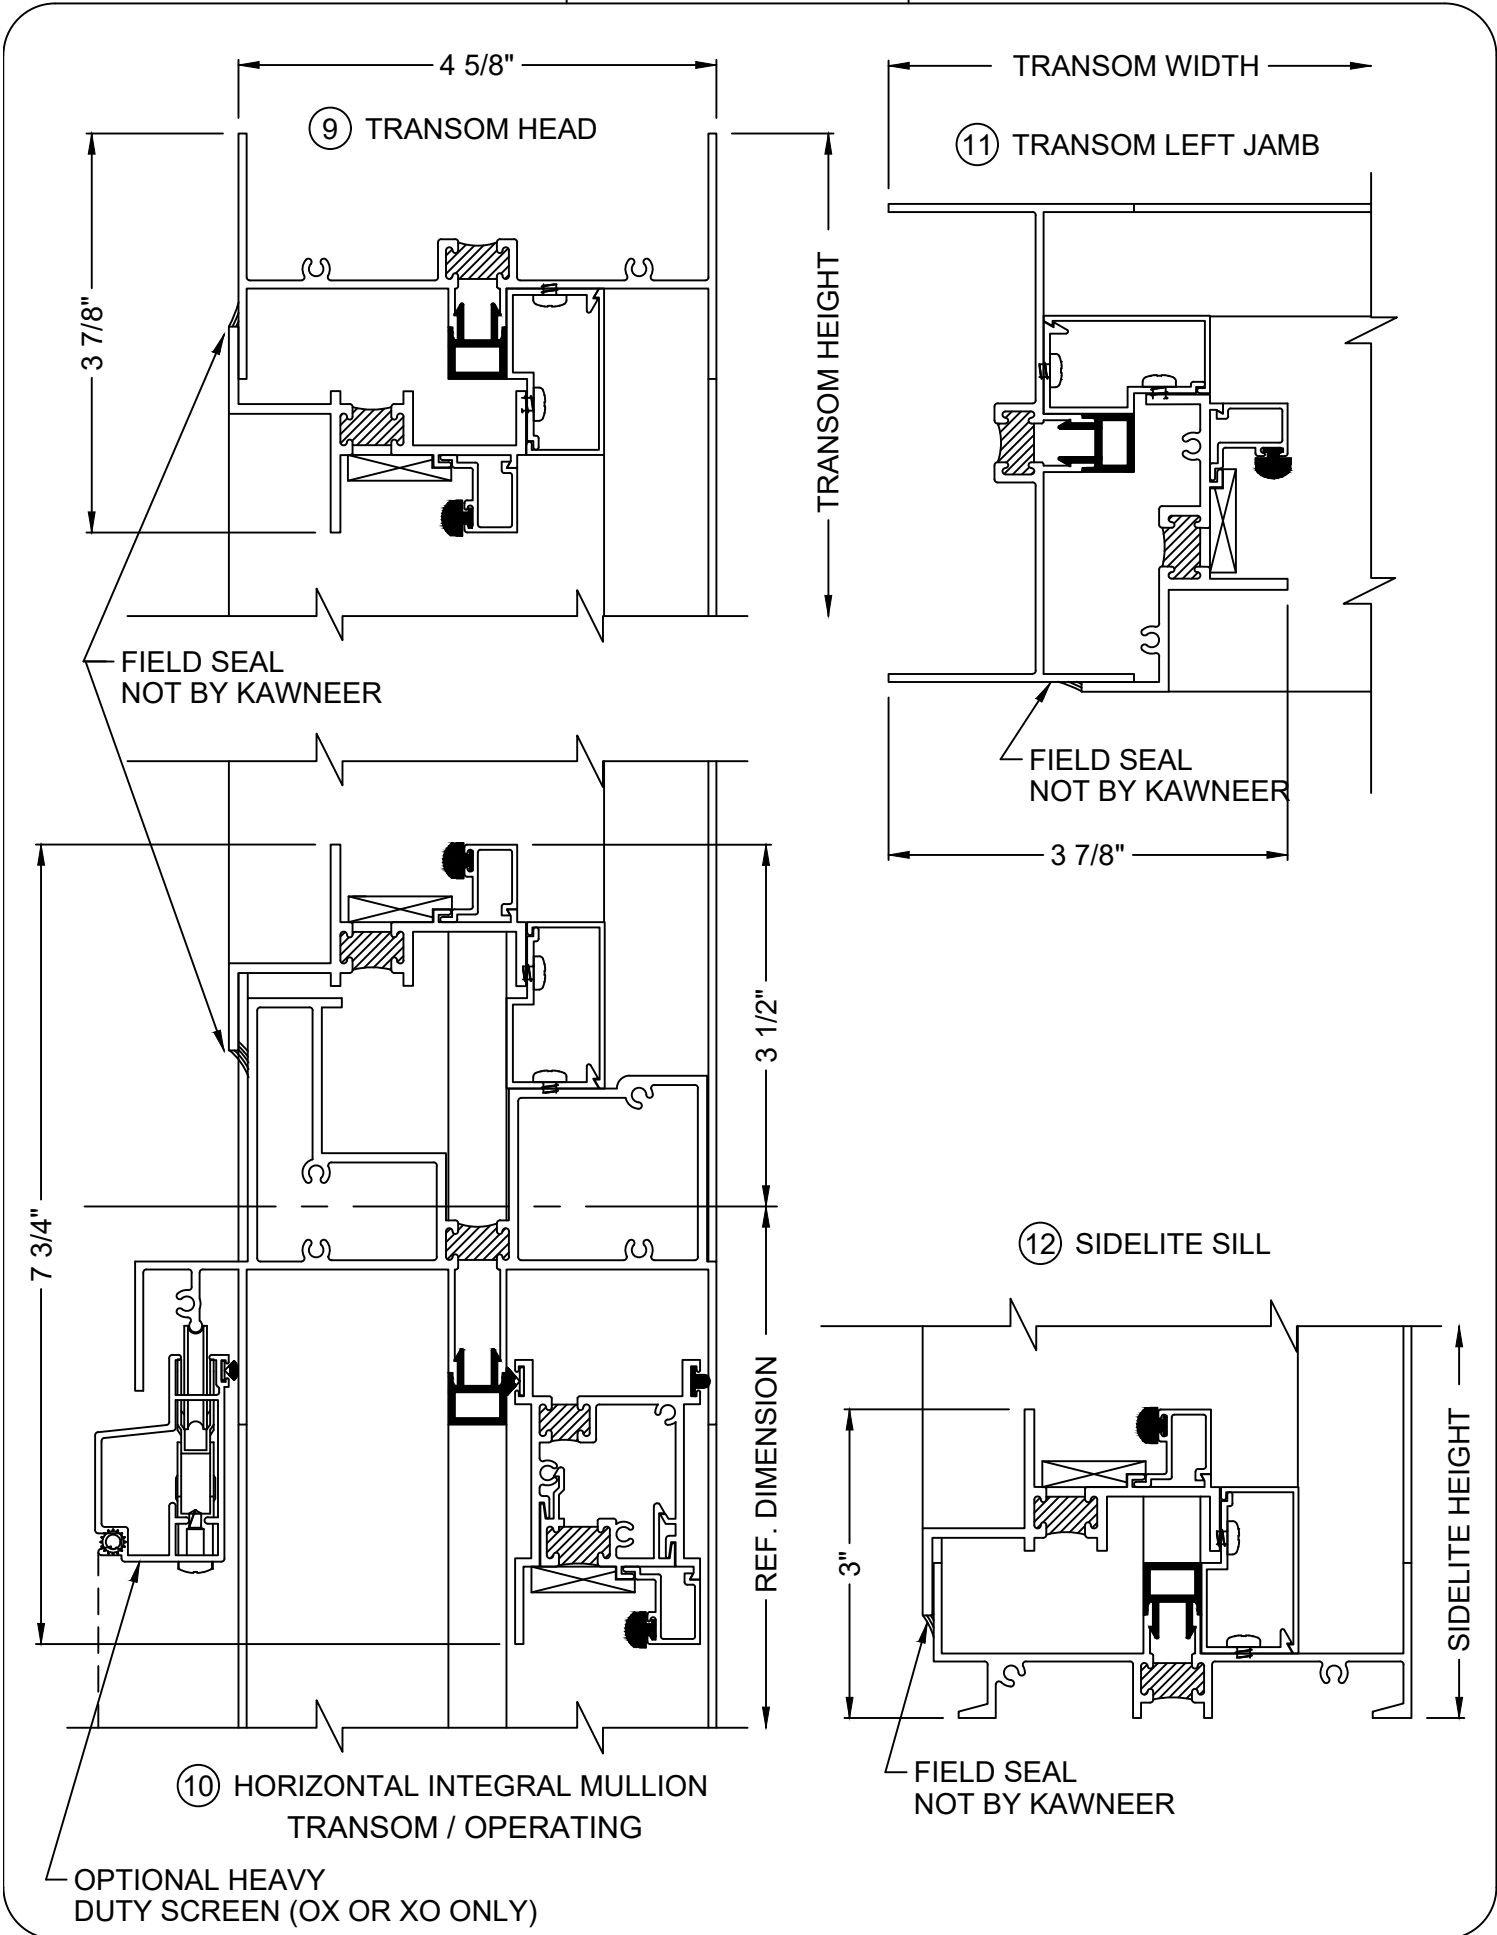 4 5/8"
9 TRANSOM HEAD
3 7/8"
TRANSOM HEIGHT
FIELD SEAL
NOT BY KAWNEER
TRANSOM WIDTH
11 TRANSOM LEFT JAMB
FIELD SEAL
NOT BY KAWNEER
3 7/8"
7 3/4"
3 1/2"
REF. DIMENSION
10 HORIZONTAL INTEGRAL MULLION
TRANSOM / OPERATING
OPTIONAL HEAVY
DUTY SCREEN (OX OR XO ONLY)
12 SIDELITE SILL
3"
SIDELITE HEIGHT
FIELD SEAL
NOT BY KAWNEER